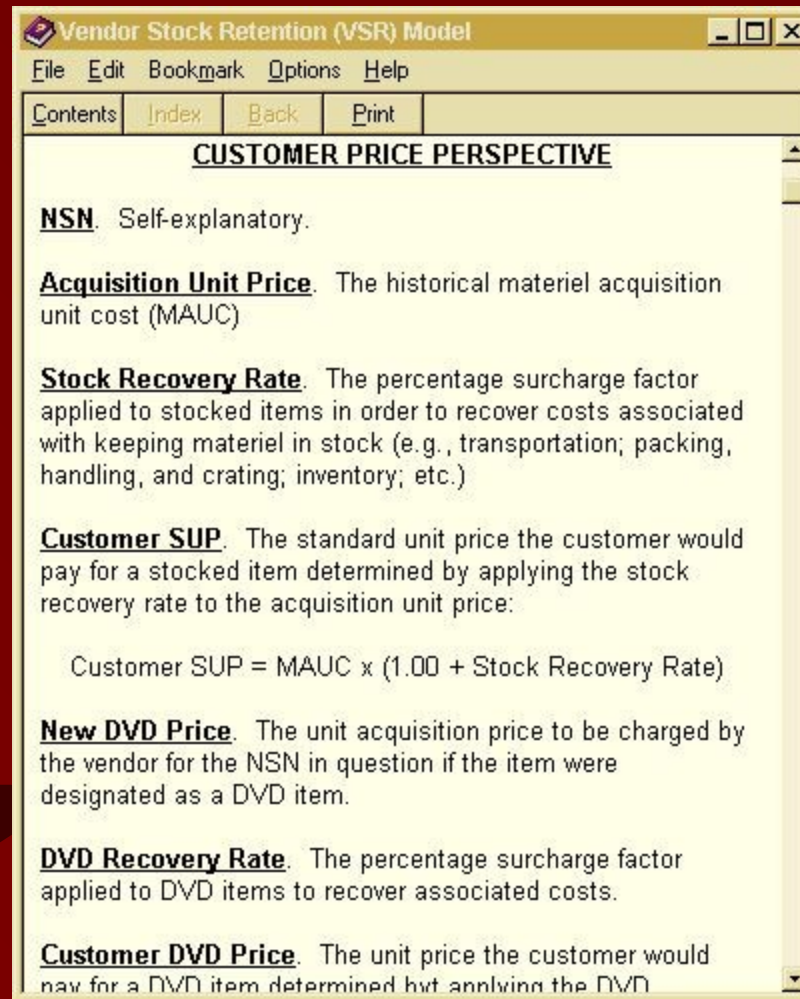 Vendor Stock Retention (VSR) Model
File Edit Bookmark Options Help
Contents Index Back Print
CUSTOMER PRICE PERSPECTIVE
NSN. Self-explanatory.
Acquisition Unit Price. The historical materiel acquisition
unit cost (MAUC)
Stock Recovery Rate. The percentage surcharge factor
applied to stocked items in order to recover costs associated
with keeping materiel in stock (e.g., transportation; packing,
handling, and crating; inventory; etc.)
Customer SUP. The standard unit price the customer would
pay for a stocked item determined by applying the stock
recovery rate to the acquisition unit price:
Customer SUP = MAUC x (1.00 + Stock Recovery Rate)
New DVD Price. The unit acquisition price to be charged by
the vendor for the NSN in question if the item were
designated as a DVD item.
DVD Recovery Rate. The percentage surcharge factor
applied to DVD items to recover associated costs.
Customer DVD Price. The unit price the customer would
pay for a DVD item determined byt applying the DVD